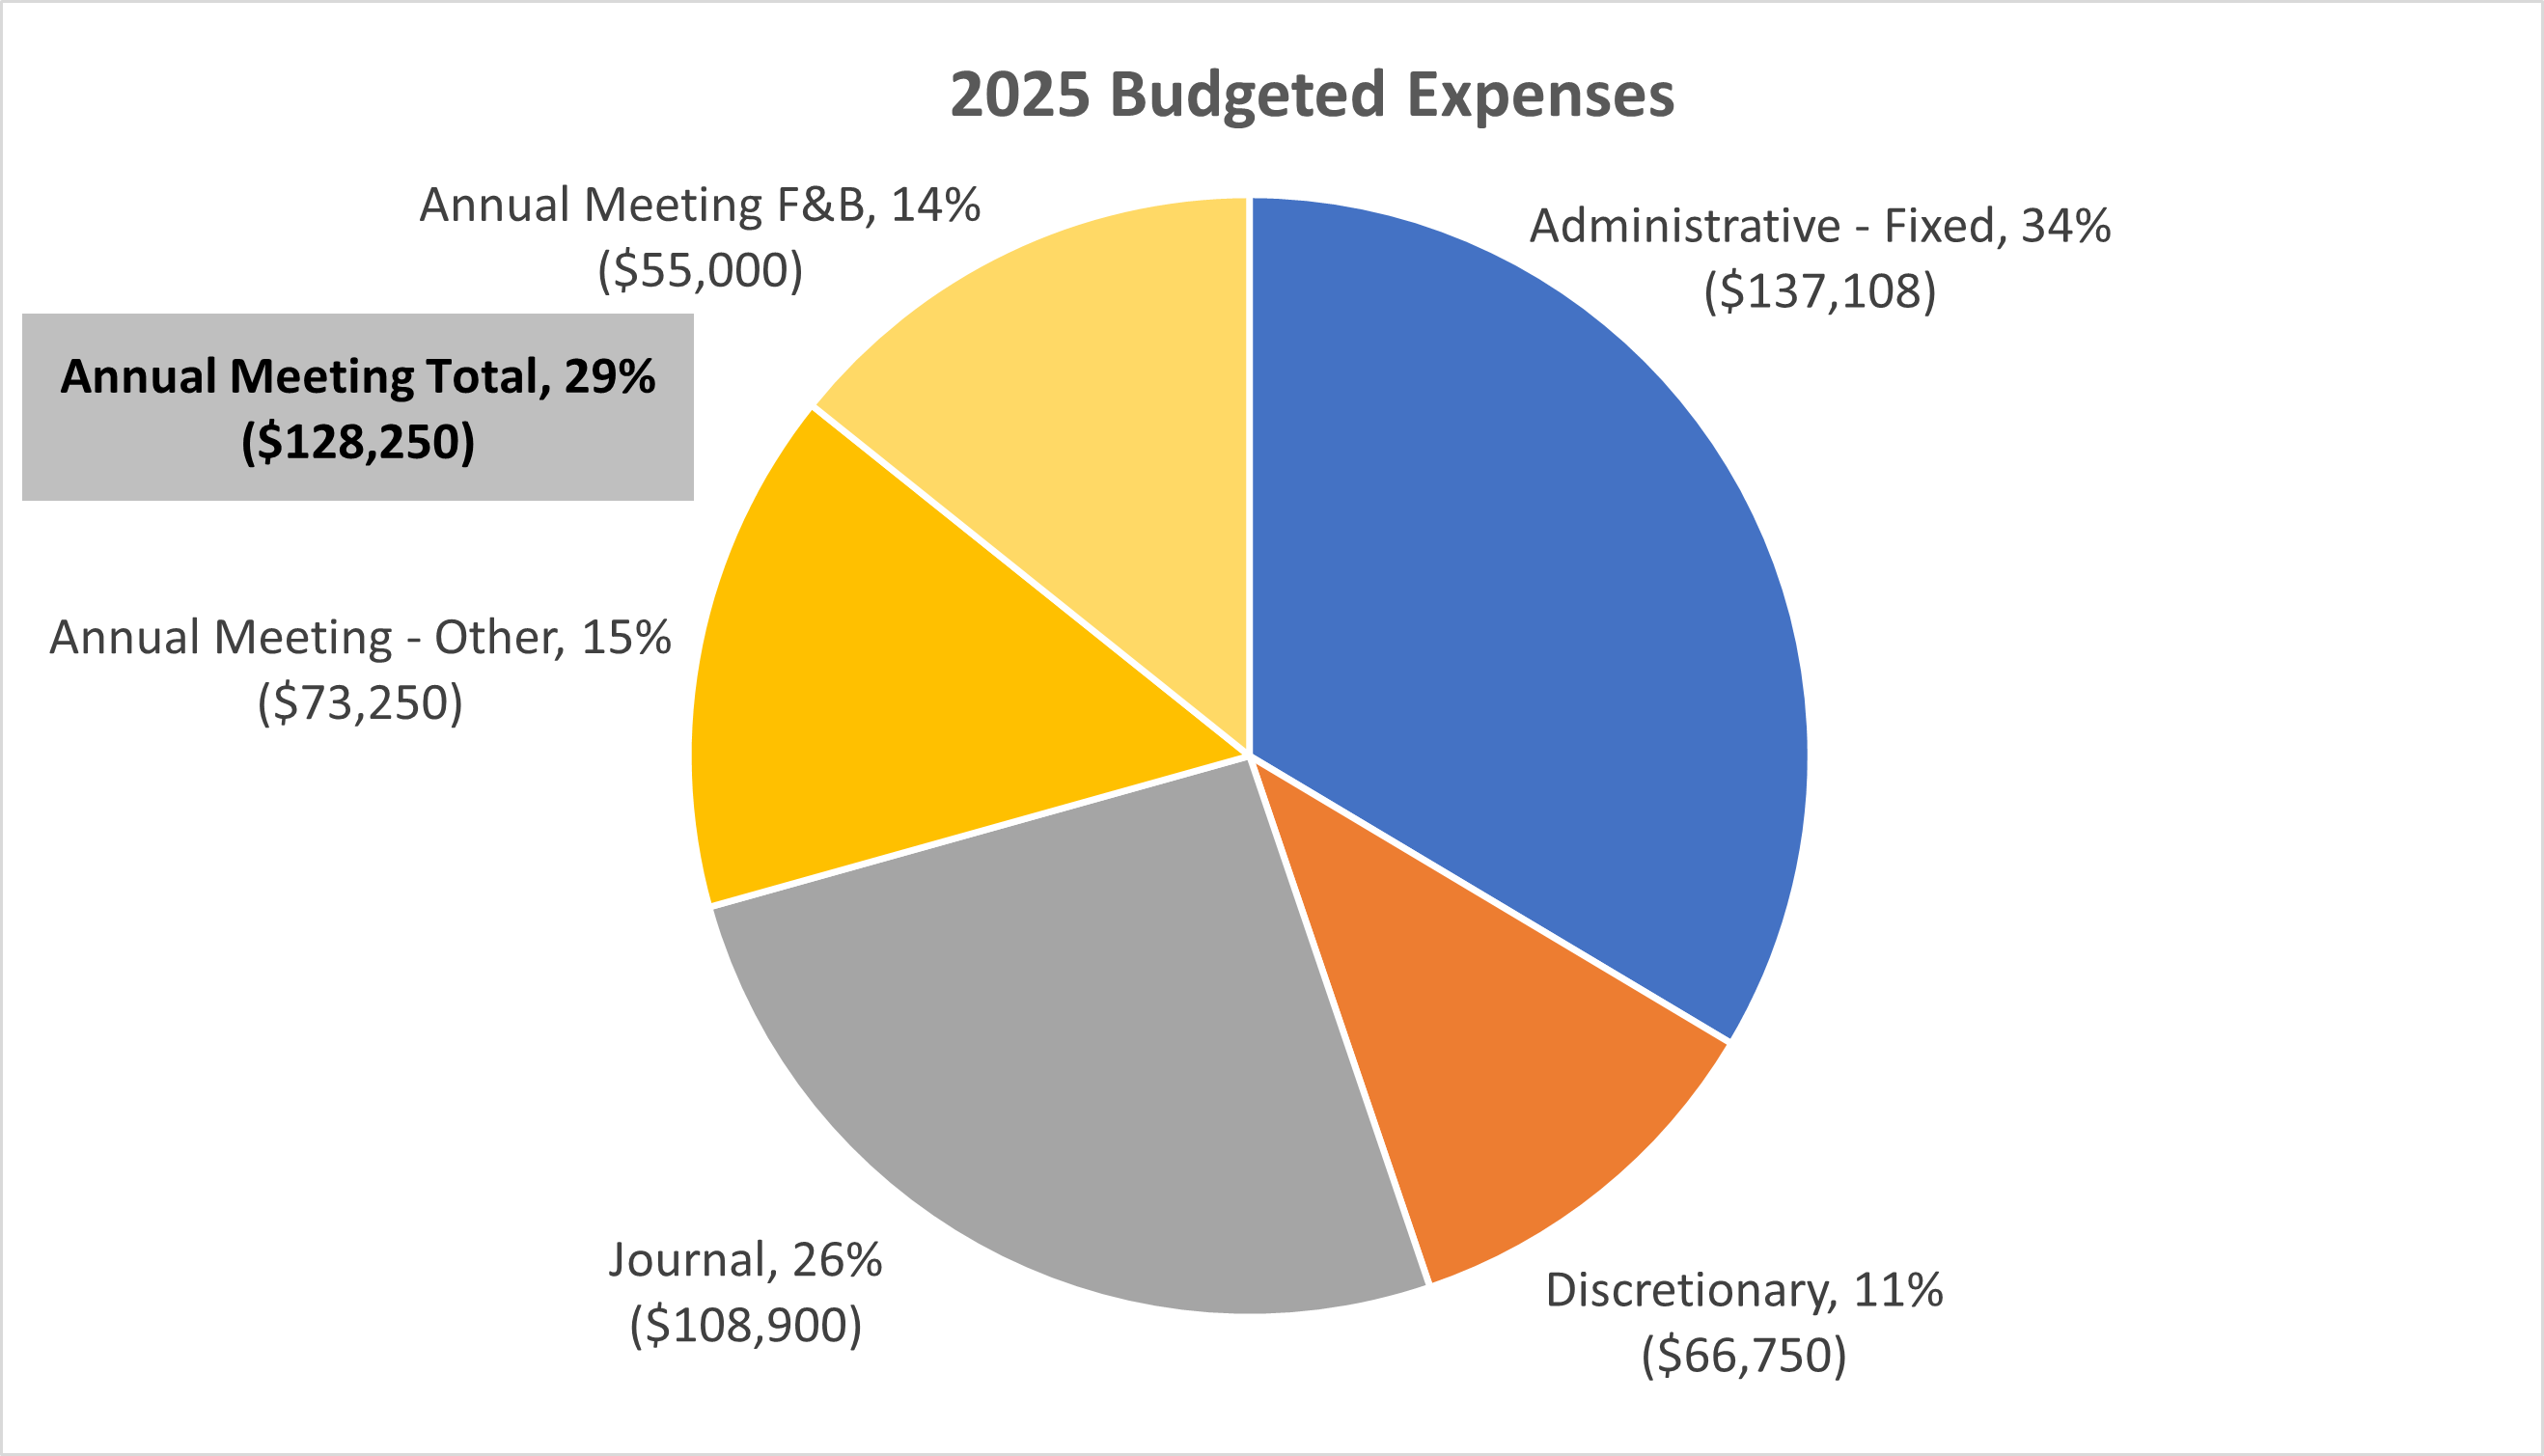 2025 Budgeted Expenses
Annual Meeting F&B, 14%
($55,000)
Administrative - Fixed, 34%
($137,108)
Annual Meeting Total, 29%
($128,250)
Annual Meeting - Other, 15%
($73,250)
Journal, 26%
($108,900)
Discretionary, 11%
($66,750)